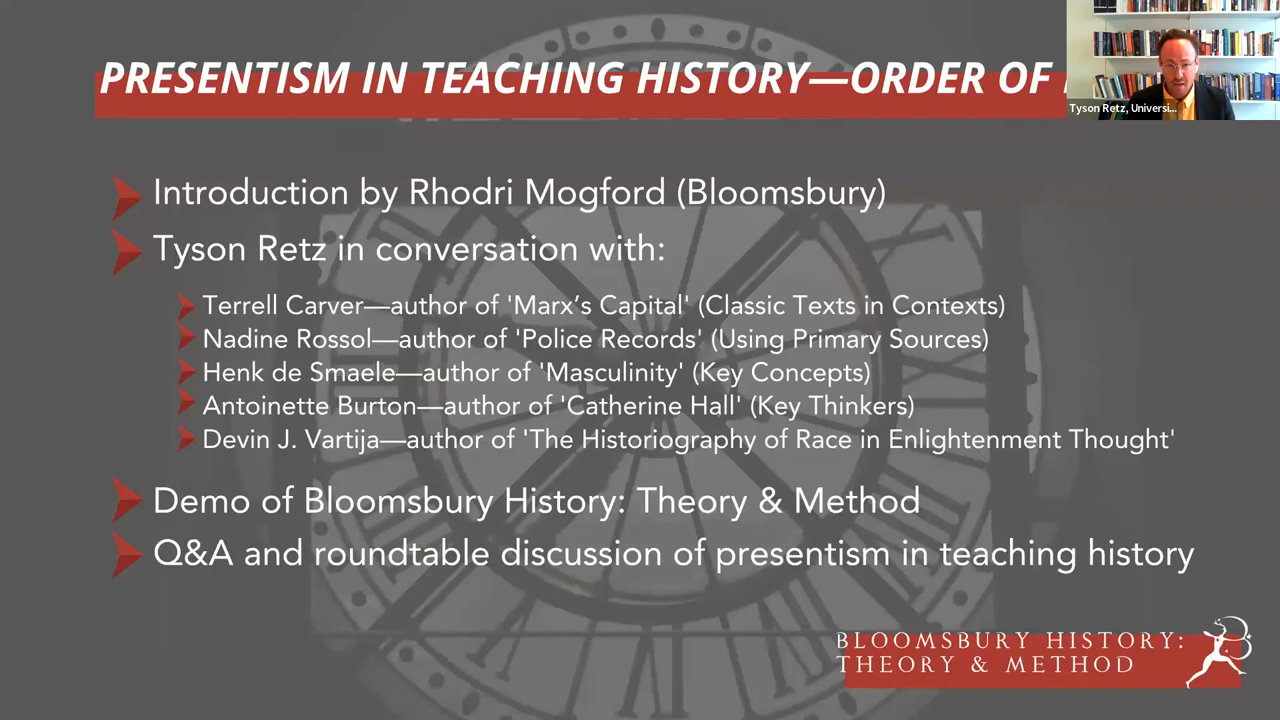 PRESENTISM IN TEACHING HISTORY—ORDER OF
Tyson Retz, Universi...
Introduction by Rhodri Mogford (Bloomsbury)
Tyson Retz in conversation with:
Terrell Carver—author of 'Marx’s Capital' (Classic Texts in Contexts)
Nadine Rossol—author of 'Police Records' (Using Primary Sources)
Henk de Smaele—author of 'Masculinity' (Key Concepts)
Antoinette Burton—author of 'Catherine Hall' (Key Thinkers)
Devin J. Vartija—author of 'The Historiography of Race in Enlightenment Thought'
Demo of Bloomsbury History: Theory & Method
Q&A and roundtable discussion of presentism in teaching history
BLOOMSBURY HISTORY:
THEORY & METHOD